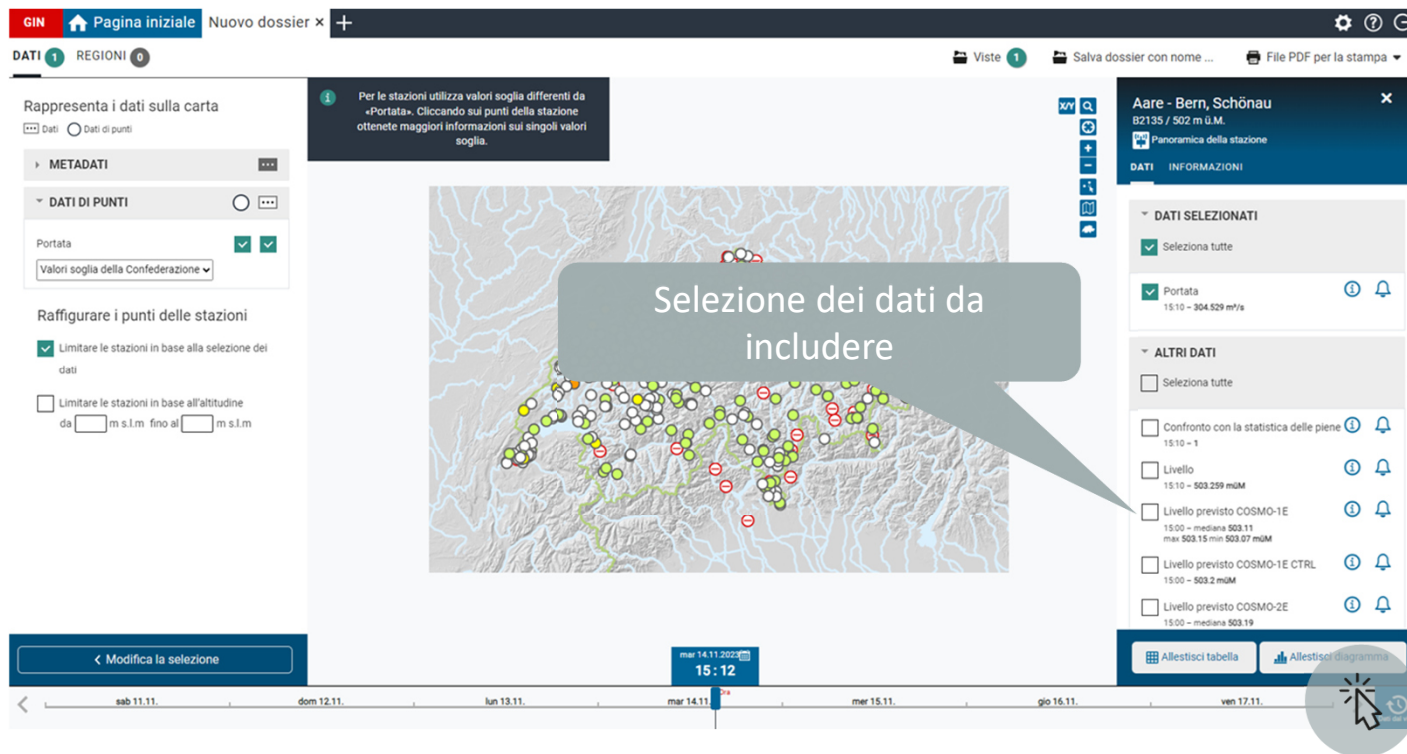 GIN Pagina iniziale Nuovo dossier × +
DATI 1 REGIONI 0
Viste 1 Salva dossier con nome ... File PDF per la stampa
Rappresenta i dati sulla carta
Dati Dati di punti
METADATI
DATI DI PUNTI
Portata
Valori soglia della Confederazione
Raffigurare i punti delle stazioni
Limitare le stazioni in base alla selezione dei
dati
Limitare le stazioni in base all'altitudine
da m s.l.m fino al m s.l.m
Modifica la selezione
Per le stazioni utilizza valori soglia differenti da
«Portata». Cliccando sui punti della stazione
ottenete maggiori informazioni sui singoli valori
soglia.
X/Y
Selezione dei dati da
includere
Aare - Bern, Schönau
B2135 / 502 m ü.M.
Panoramica della stazione
DATI INFORMAZIONI
DATI SELEZIONATI
Seleziona tutte
Portata
15:10 – 304.529 m³/s
ALTRI DATI
Seleziona tutte
Confronto con la statistica delle piene
15:10 – 1
Livello
15:10 – 503.259 müM
Livello previsto COSMO-1E
15:00 – mediana 503.11
max 503.15 min 503.07 müM
Livello previsto COSMO-1E CTRL
15:00 – 503.2 müM
Livello previsto COSMO-2E
15:00 – mediana 503.19
Allestisci tabella Allestisci diagramma
mar 14.11.2023
15 : 12
Ora
sab 11.11. dom 12.11. lun 13.11. mar 14.11. mer 15.11. gio 16.11. ven 17.11.